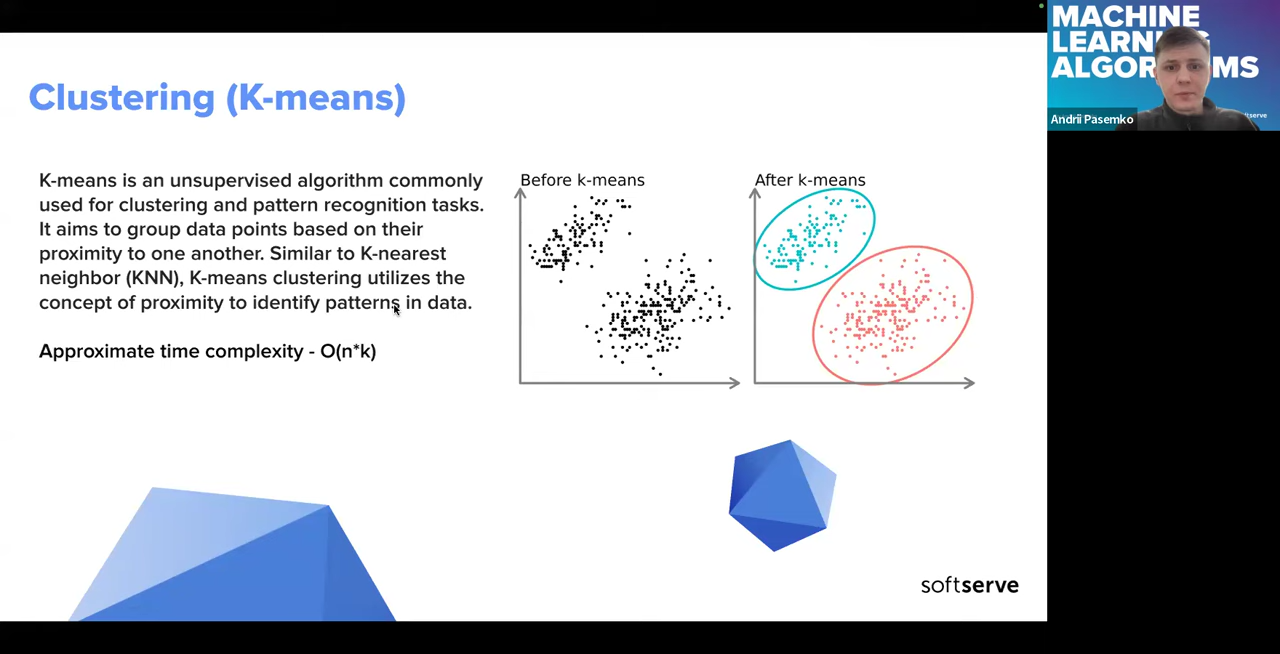 Clustering (K-means)
K-means is an unsupervised algorithm commonly
used for clustering and pattern recognition tasks.
It aims to group data points based on their
proximity to one another. Similar to K-nearest
neighbor (KNN), K-means clustering utilizes the
concept of proximity to identify patterns in data.
Approximate time complexity - O(n*k)
Before k-means
After k-means
softserve
MACHINE
LEARNING
ALGOR MS
Andrii Pasemko